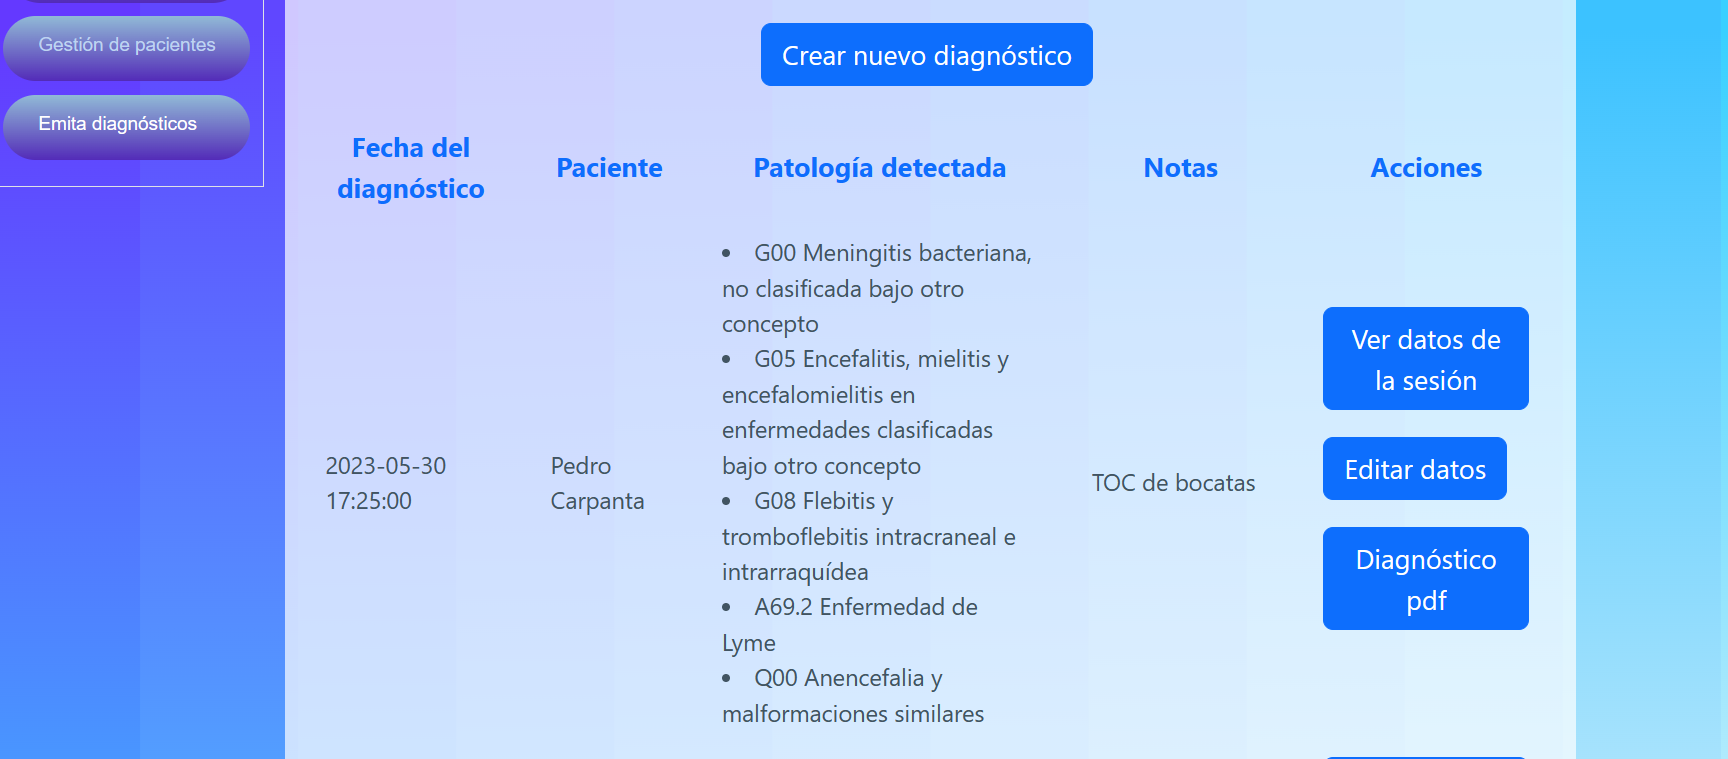 Gestión de pacientes
Emita diagnósticos
Crear nuevo diagnóstico
Fecha del
diagnóstico
Paciente
Patología detectada
Notas
Acciones
2023-05-30
17:25:00
Pedro
Carpanta
• G00 Meningitis bacteriana,
no clasificada bajo otro
concepto
• G05 Encefalitis, mielitis y
encefalomielitis en
enfermedades clasificadas
bajo otro concepto
• G08 Flebitis y
tromboflebitis intracraneal e
intrarraquídea
• A69.2 Enfermedad de
Lyme
• Q00 Anencefalia y
malformaciones similares
TOC de bocatas
Ver datos de
la sesión
Editar datos
Diagnóstico
pdf